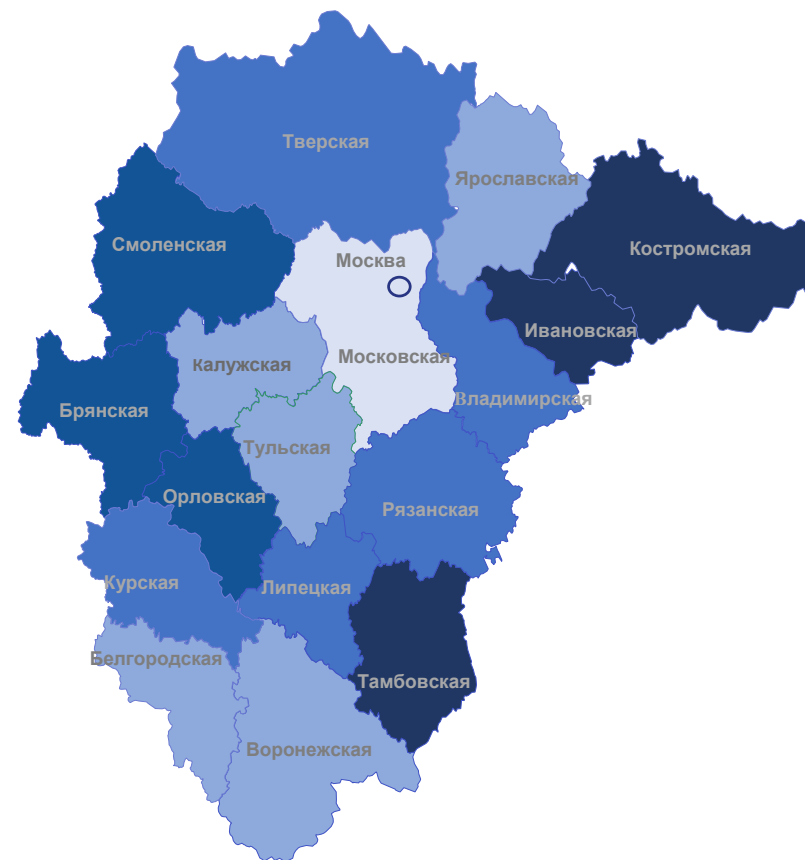 Тверская
Ярославская
Смоленская
Костромская
Москва
Ивановская
Московская
Калужская
Владимирская
Брянская
Тульская
Орловская
Рязанская
Курская
Липецкая
Белгородская
Тамбовская
Воронежская